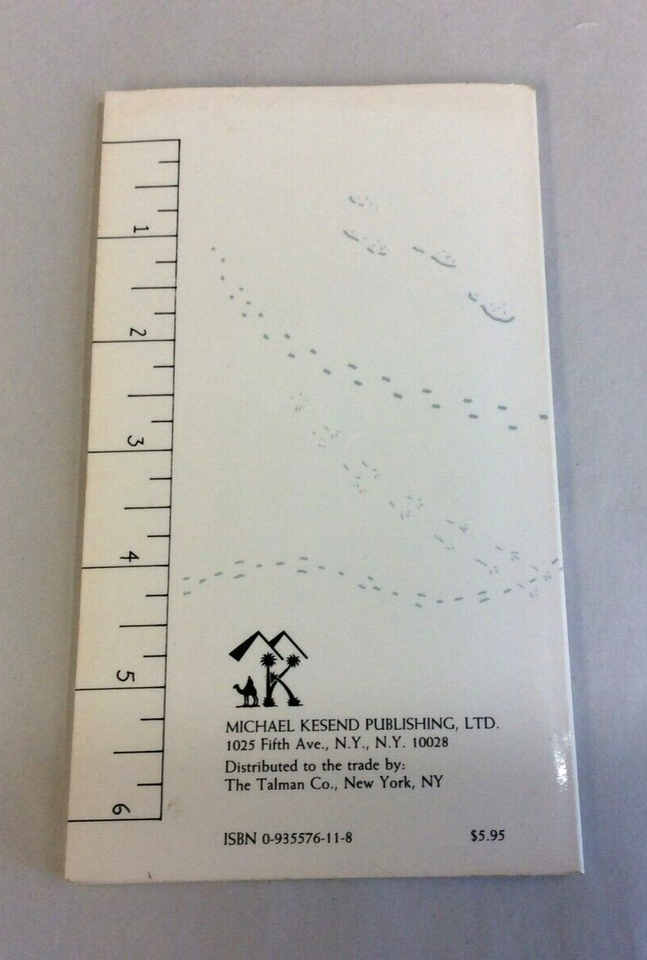 1
2
3
4
5
6
MICHAEL KESEND PUBLISHING, LTD.
1025 Fifth Ave., N.Y., N.Y. 10028
Distributed to the trade by:
The Talman Co., New York, NY
ISBN 0-935576-11-8 $5.95